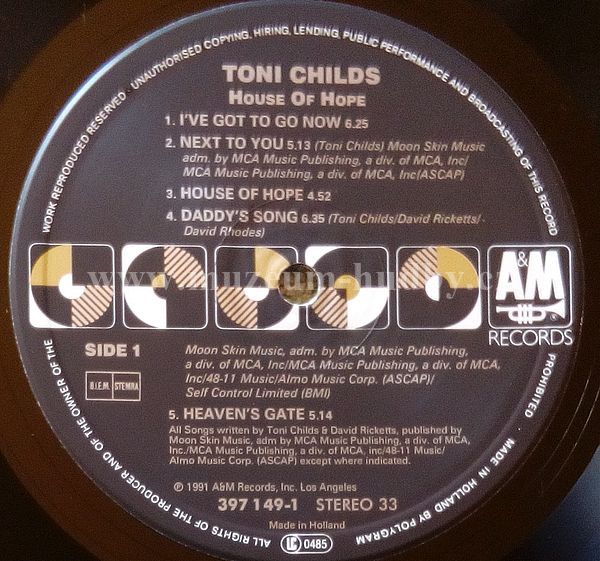 WORK REPRODUCED RESERVED · UNAUTHORISED COPYING, HIRING, LENDING, PUBLIC PERFORMANCE AND BROADCASTING OF THIS RECORD PROHIBITED ·
TONI CHILDS
HOUSE OF HOPE
1. I'VE GOT TO GO NOW 6.25
2. NEXT TO YOU 5.13 (Toni Childs) Moon Skin Music
adm. by MCA Music Publishing, a div. of MCA, Inc/
MCA Music Publishing, a div. of MCA, Inc(ASCAP)
3. HOUSE OF HOPE 4.52
4. DADDY'S SONG 6.35 (Toni Childs/David Ricketts/
David Rhodes)
A&M
RECORDS
SIDE 1
Moon Skin Music, adm. by MCA Music Publishing,
a div. of MCA, Inc/MCA Music Publishing, a div. of MCA,
Inc/48-11 Music/Almo Music Corp. (ASCAP)/
Self Control Limited (BMI)
B.I.E.M. STEMRA
5. HEAVEN'S GATE 5.14
All Songs written by Toni Childs & David Ricketts, published by
Moon Skin Music, adm by MCA Music Publishing, a div. of MCA,
Inc./MCA Music Publishing, a div. of MCA, inc/48-11 Music/
Almo Music Corp. (ASCAP) except where indicated.
℗ 1991 A&M Records, Inc. Los Angeles
397 149-1 STEREO 33
Made in Holland
LC 0485
ALL RIGHTS OF THE PRODUCER AND OF THE OWNER OF THE
MADE IN HOLLAND BY POLYGRAM